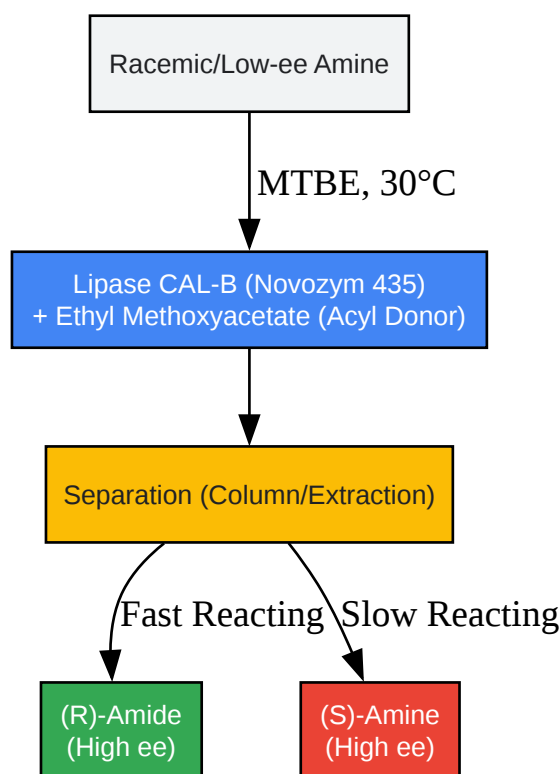 Racemic/Low-ee Amine
MTBE, 30°C
Lipase CAL-B (Novozym 435)
+ Ethyl Methoxyacetate (Acyl Donor)
Separation (Column/Extraction)
Fast Reacting
Slow Reacting
(R)-Amide
(High ee)
(S)-Amine
(High ee)